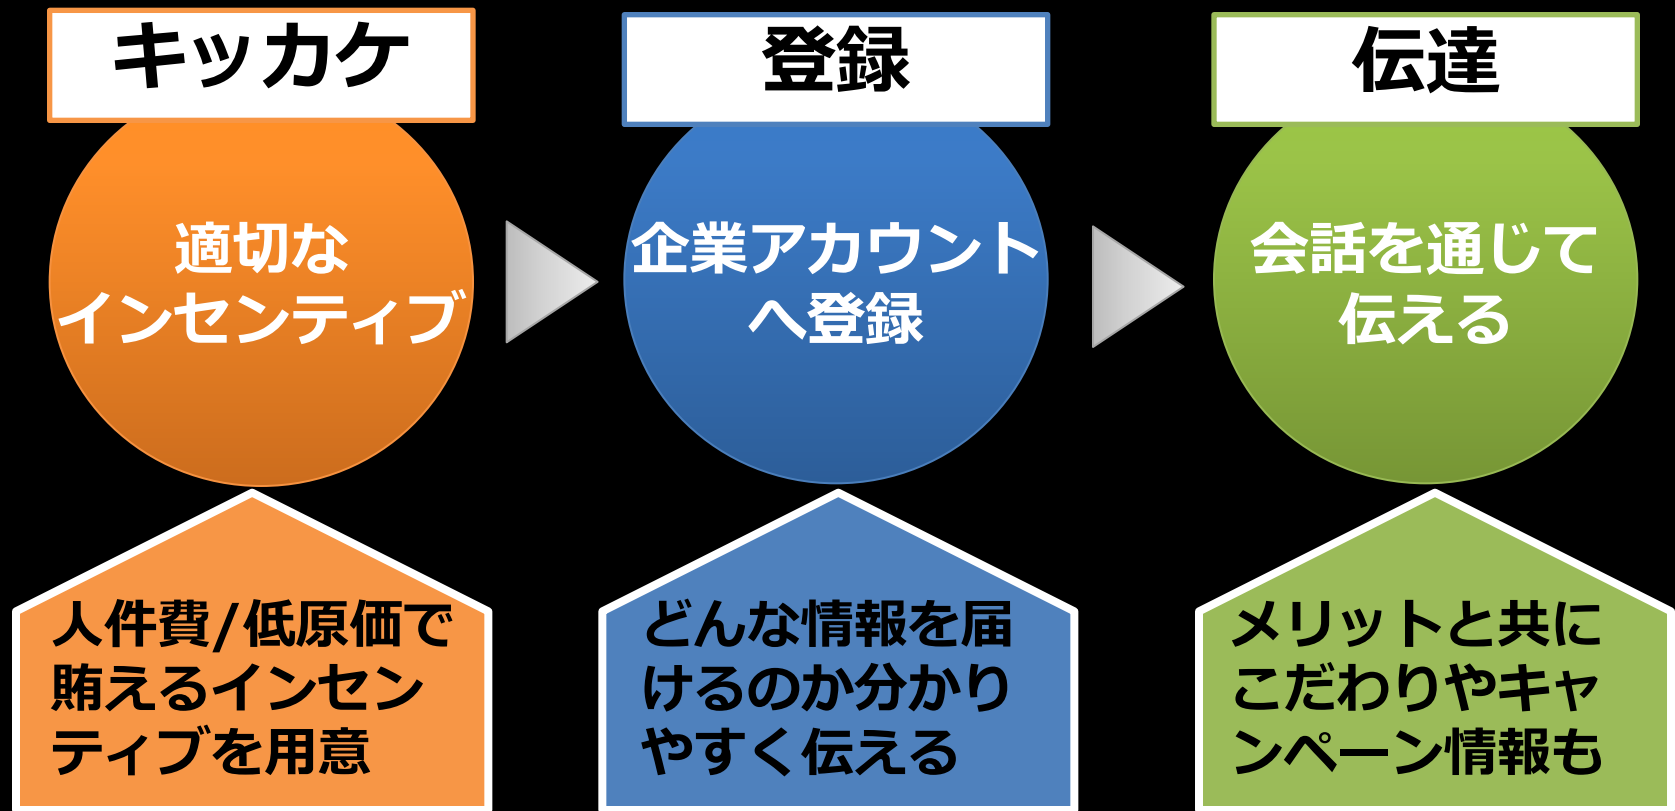 キッカケ
適切な
インセンティブ
人件費/低原価で
賄えるインセン
ティブを用意
登録
企業アカウント
へ登録
どんな情報を届
けるのか分かり
やすく伝える
伝達
会話を通じて
伝える
メリットと共に
こだわりやキャ
ンペーン情報も